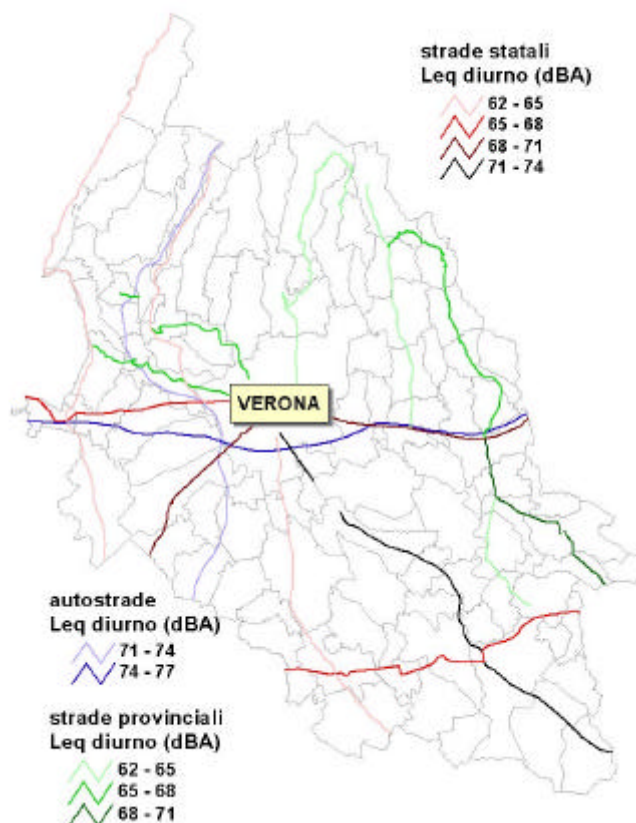 strade statali
Leq diurno (dBA)
62 - 65
65 - 68
68 - 71
71 - 74
VERONA
autostrade
Leq diurno (dBA)
71 - 74
74 - 77
strade provinciali
Leq diurno (dBA)
62 - 65
65 - 68
68 - 71